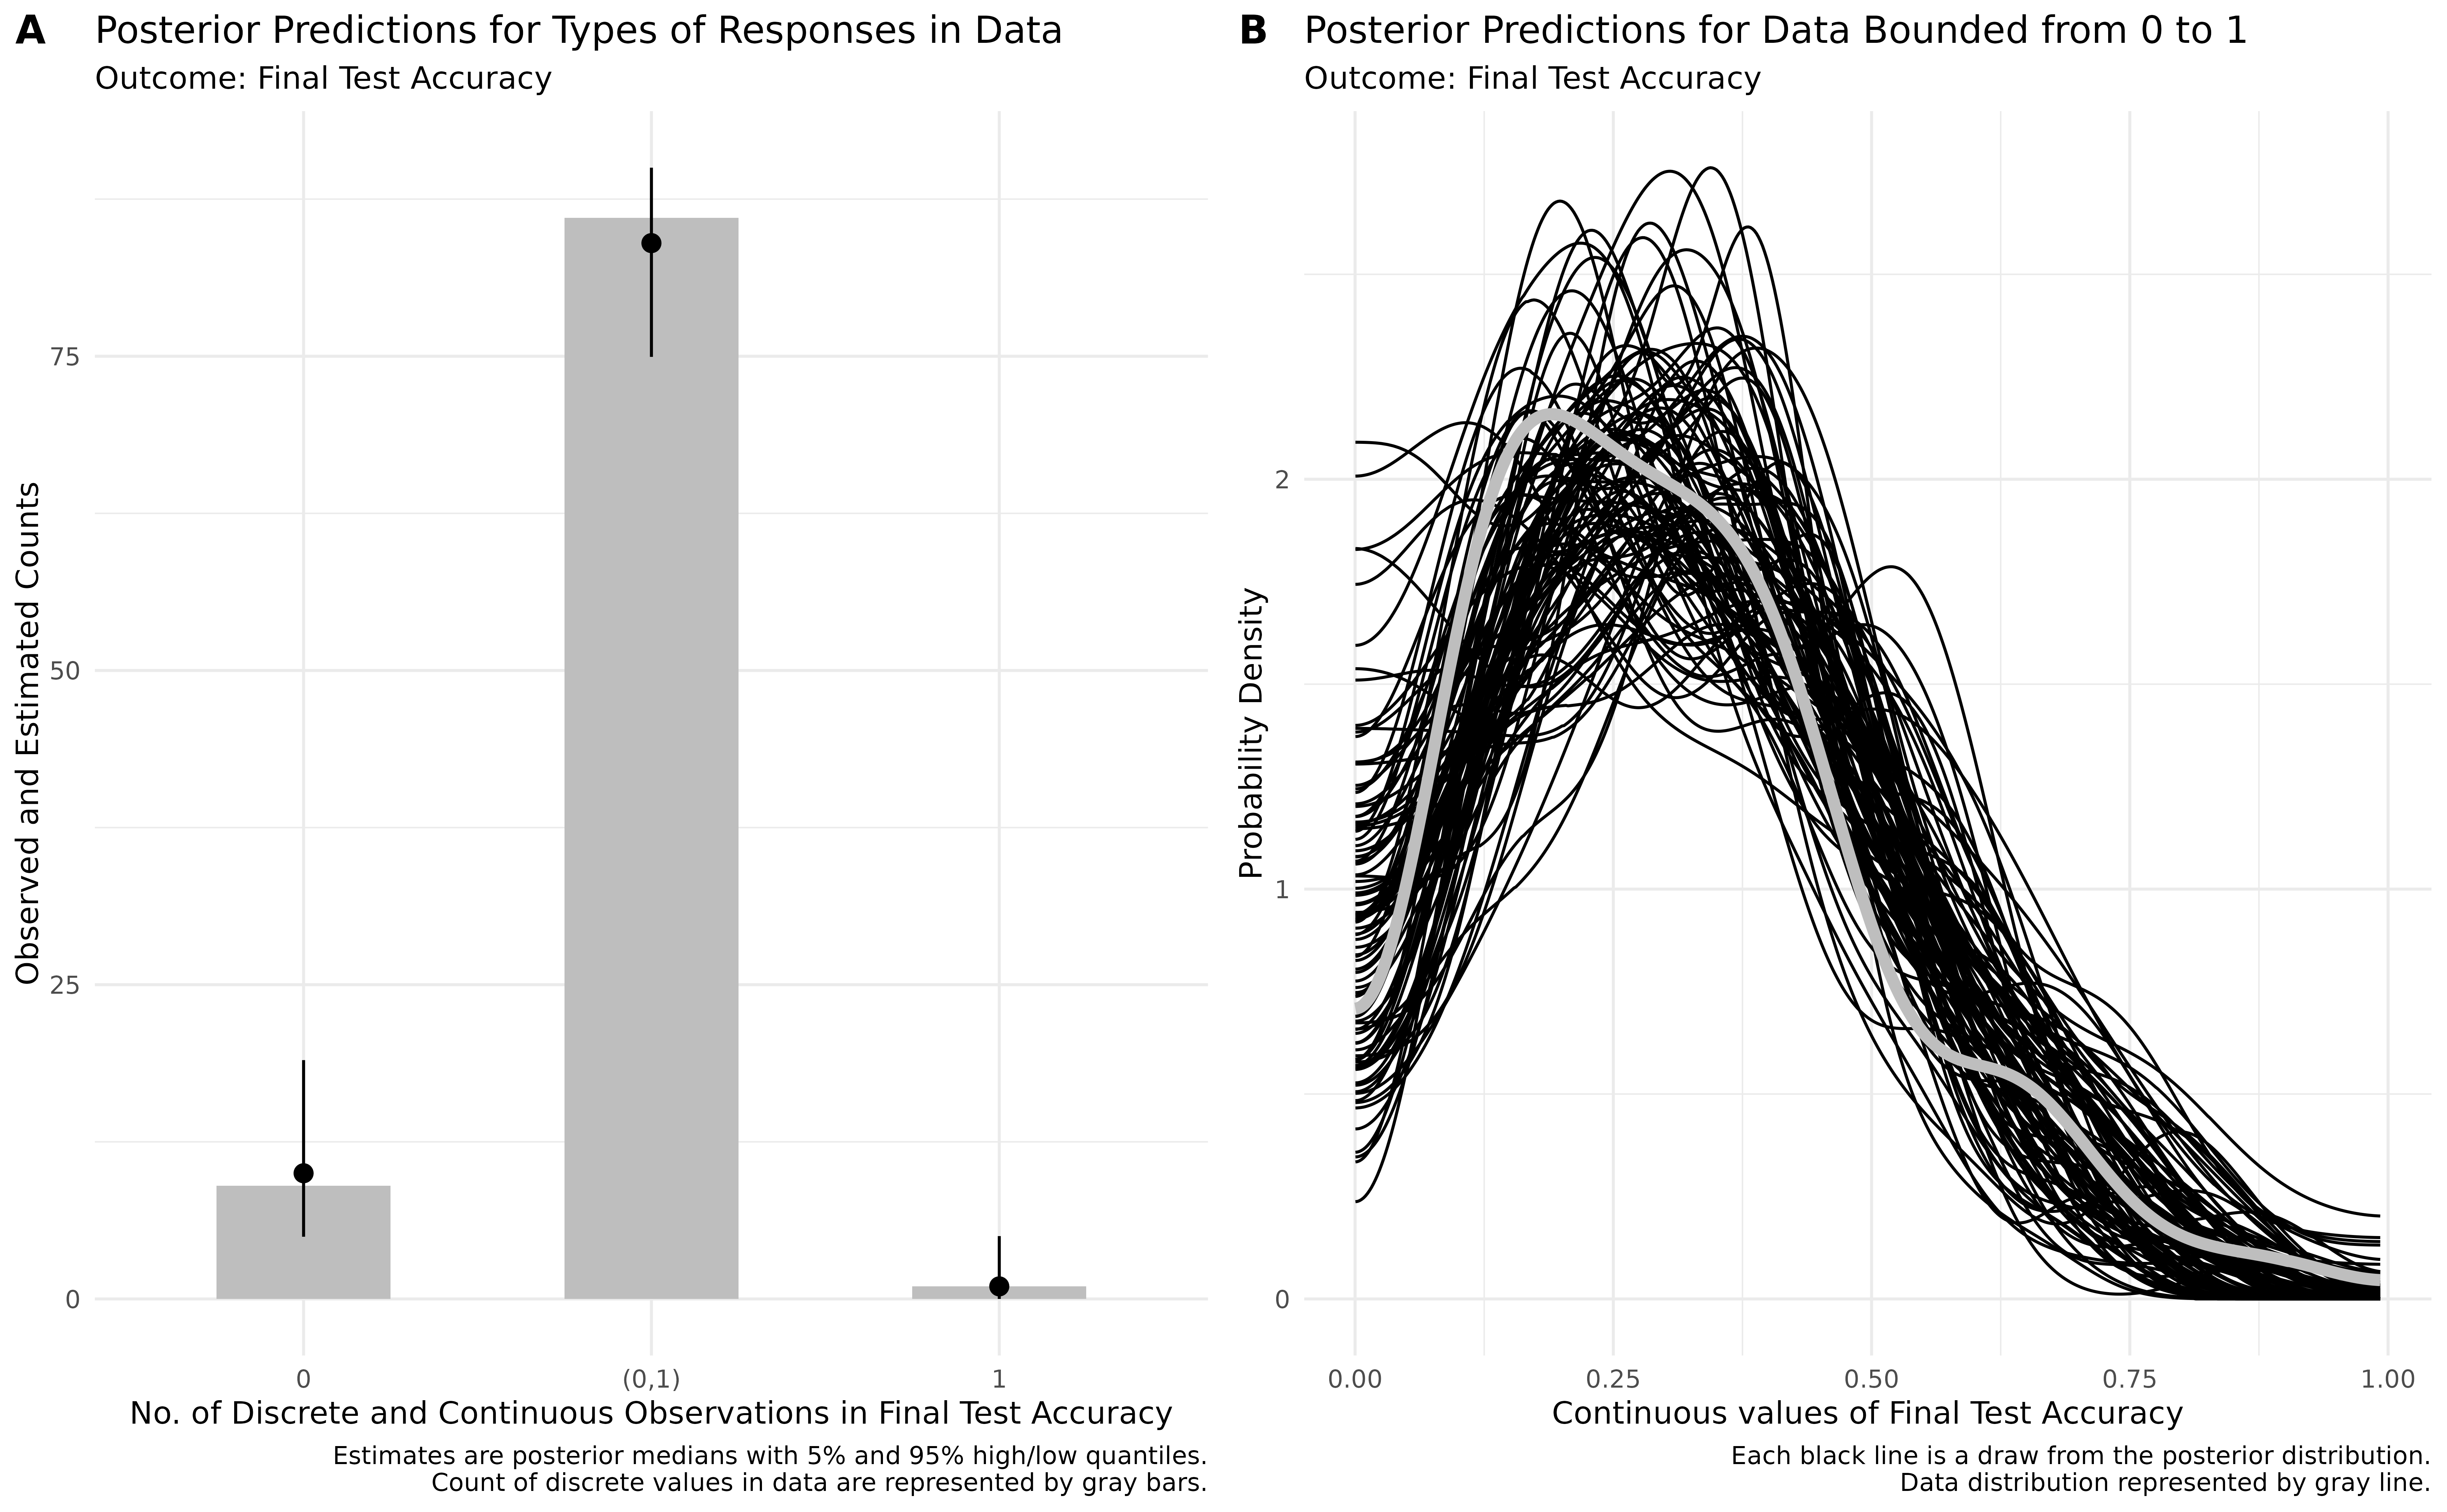 A
Posterior Predictions for Types of Responses in Data
Outcome: Final Test Accuracy
Observed and Estimated Counts
75
50
25
0
0
(0,1)
1
No. of Discrete and Continuous Observations in Final Test Accuracy
Estimates are posterior medians with 5% and 95% high/low quantiles.
Count of discrete values in data are represented by gray bars.
B
Posterior Predictions for Data Bounded from 0 to 1
Outcome: Final Test Accuracy
Probability Density
2
1
0
0.00
0.25
0.50
0.75
1.00
Continuous values of Final Test Accuracy
Each black line is a draw from the posterior distribution.
Data distribution represented by gray line.